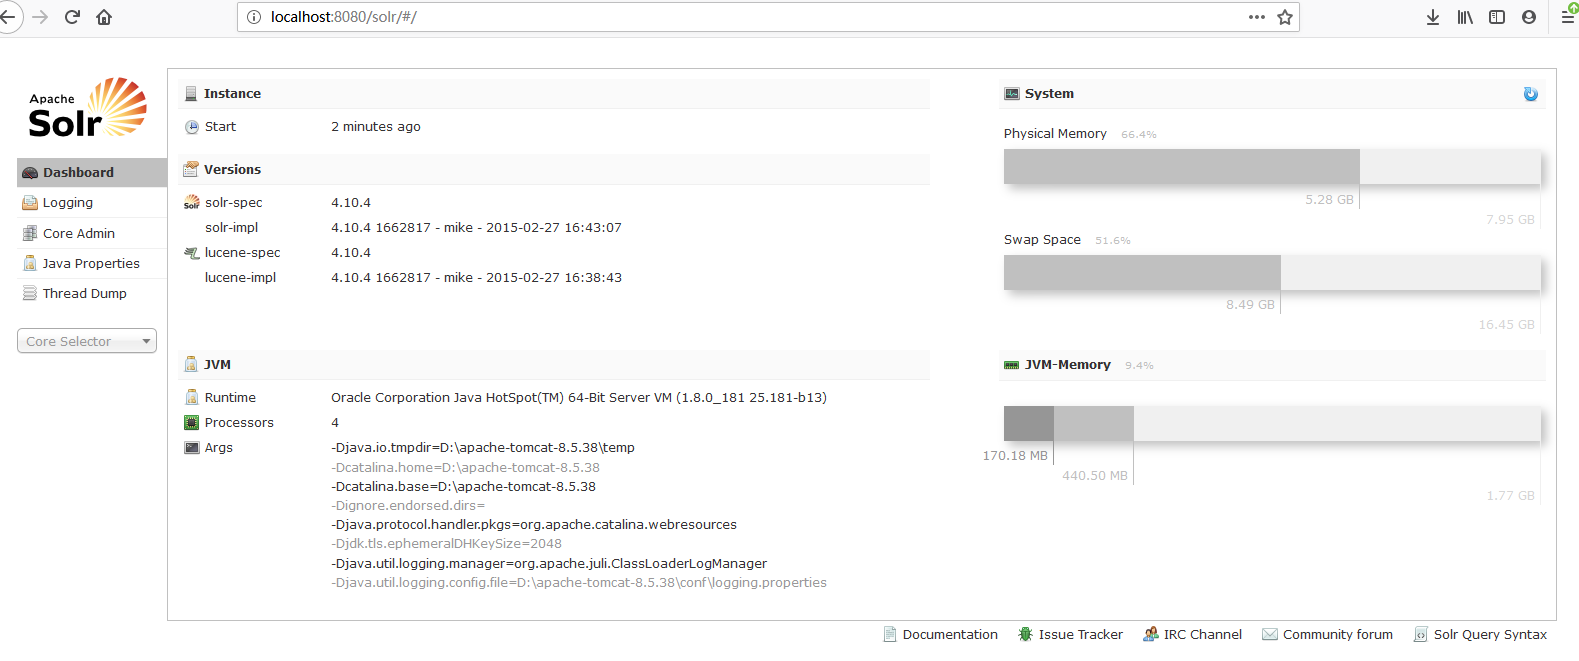 localhost:8080/solr/#/
Apache
Solr
Dashboard
Logging
Core Admin
Java Properties
Thread Dump
Core Selector
Instance
Start 2 minutes ago
Versions
solr-spec 4.10.4
solr-impl 4.10.4 1662817 - mike - 2015-02-27 16:43:07
lucene-spec 4.10.4
lucene-impl 4.10.4 1662817 - mike - 2015-02-27 16:38:43
JVM
Runtime Oracle Corporation Java HotSpot(TM) 64-Bit Server VM (1.8.0_181 25.181-b13)
Processors 4
Args -Djava.io.tmpdir=D:\apache-tomcat-8.5.38\temp
-Dcatalina.home=D:\apache-tomcat-8.5.38
-Dcatalina.base=D:\apache-tomcat-8.5.38
-Dignore.endorsed.dirs=
-Djava.protocol.handler.pkgs=org.apache.catalina.webresources
-Djdk.tls.ephemeralDHKeySize=2048
-Djava.util.logging.manager=org.apache.juli.ClassLoaderLogManager
-Djava.util.logging.config.file=D:\apache-tomcat-8.5.38\conf\logging.properties
System
Physical Memory 66.4%
5.28 GB
7.95 GB
Swap Space 51.6%
8.49 GB
16.45 GB
JVM-Memory 9.4%
170.18 MB
440.50 MB
1.77 GB
Documentation Issue Tracker IRC Channel Community forum Solr Query Syntax